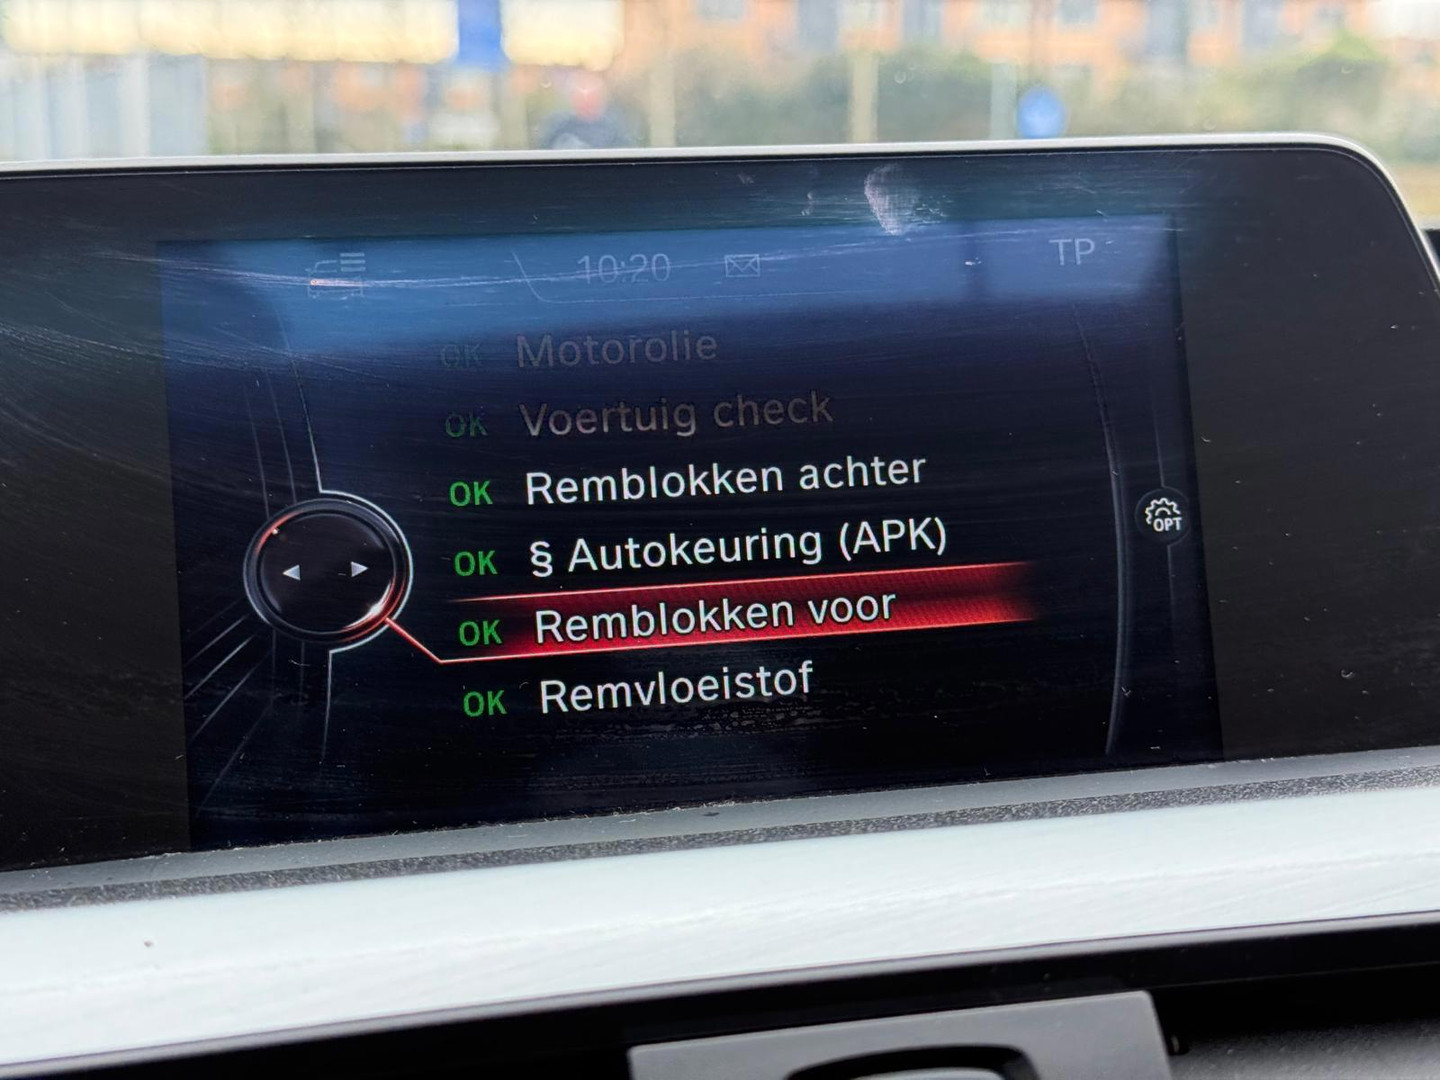 10:20 TP
OK Motorolie
OK Voertuig check
OK Remblokken achter
OK § Autokeuring (APK)
OPT
OK Remblokken voor
OK Remvloeistof